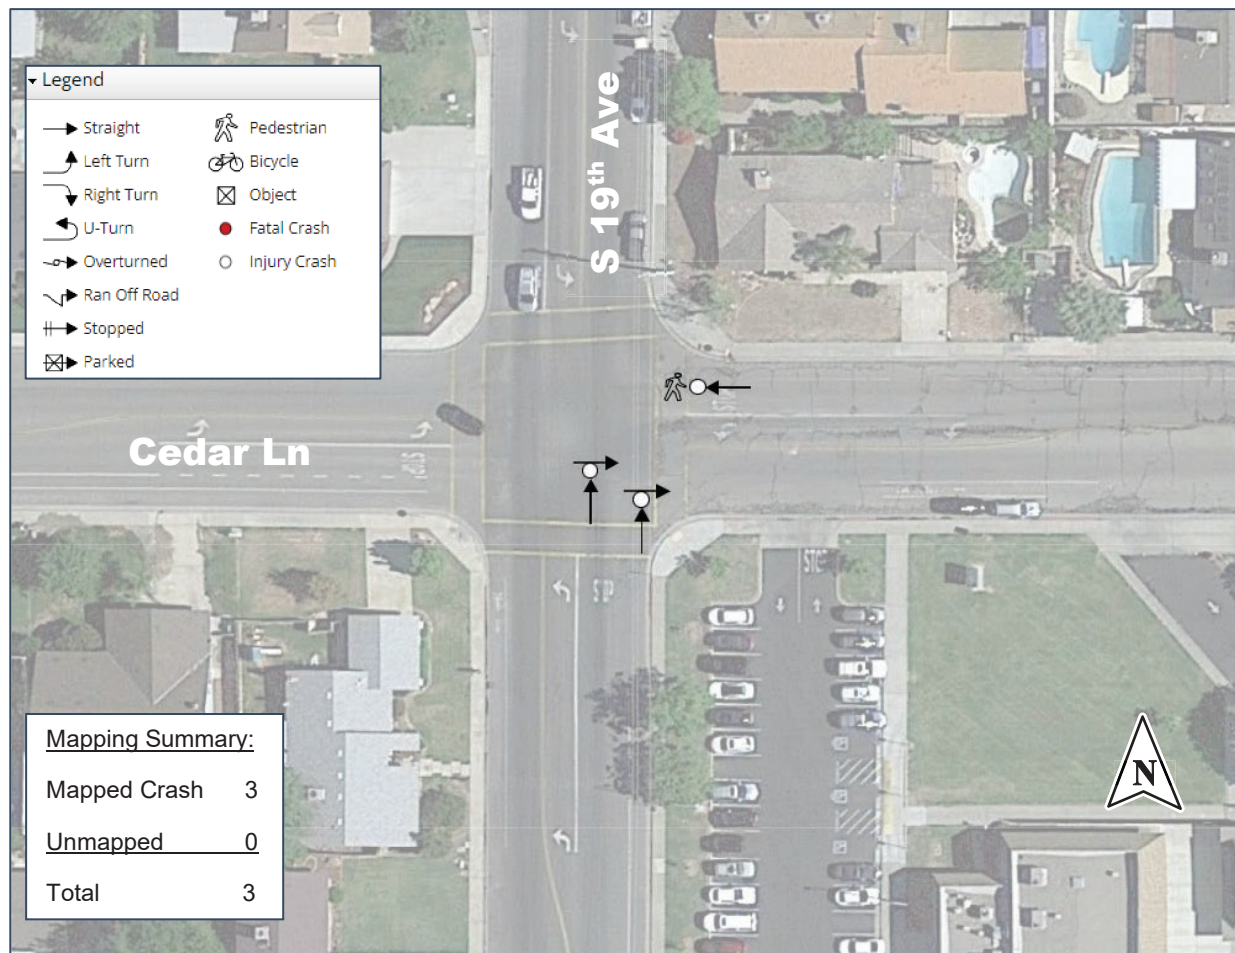 Legend
Straight
Pedestrian
Left Turn
Bicycle
Right Turn
Object
U-Turn
Fatal Crash
Overturned
Injury Crash
Ran Off Road
Stopped
Parked
S 19th Ave
Cedar Ln
STOP
Mapping Summary:
Mapped Crash 3
Unmapped 0
Total 3
N